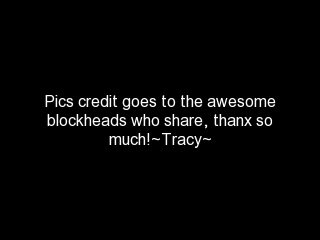 Pics credit goes to the awesome
blockheads who share, thanx so
much!~Tracy~